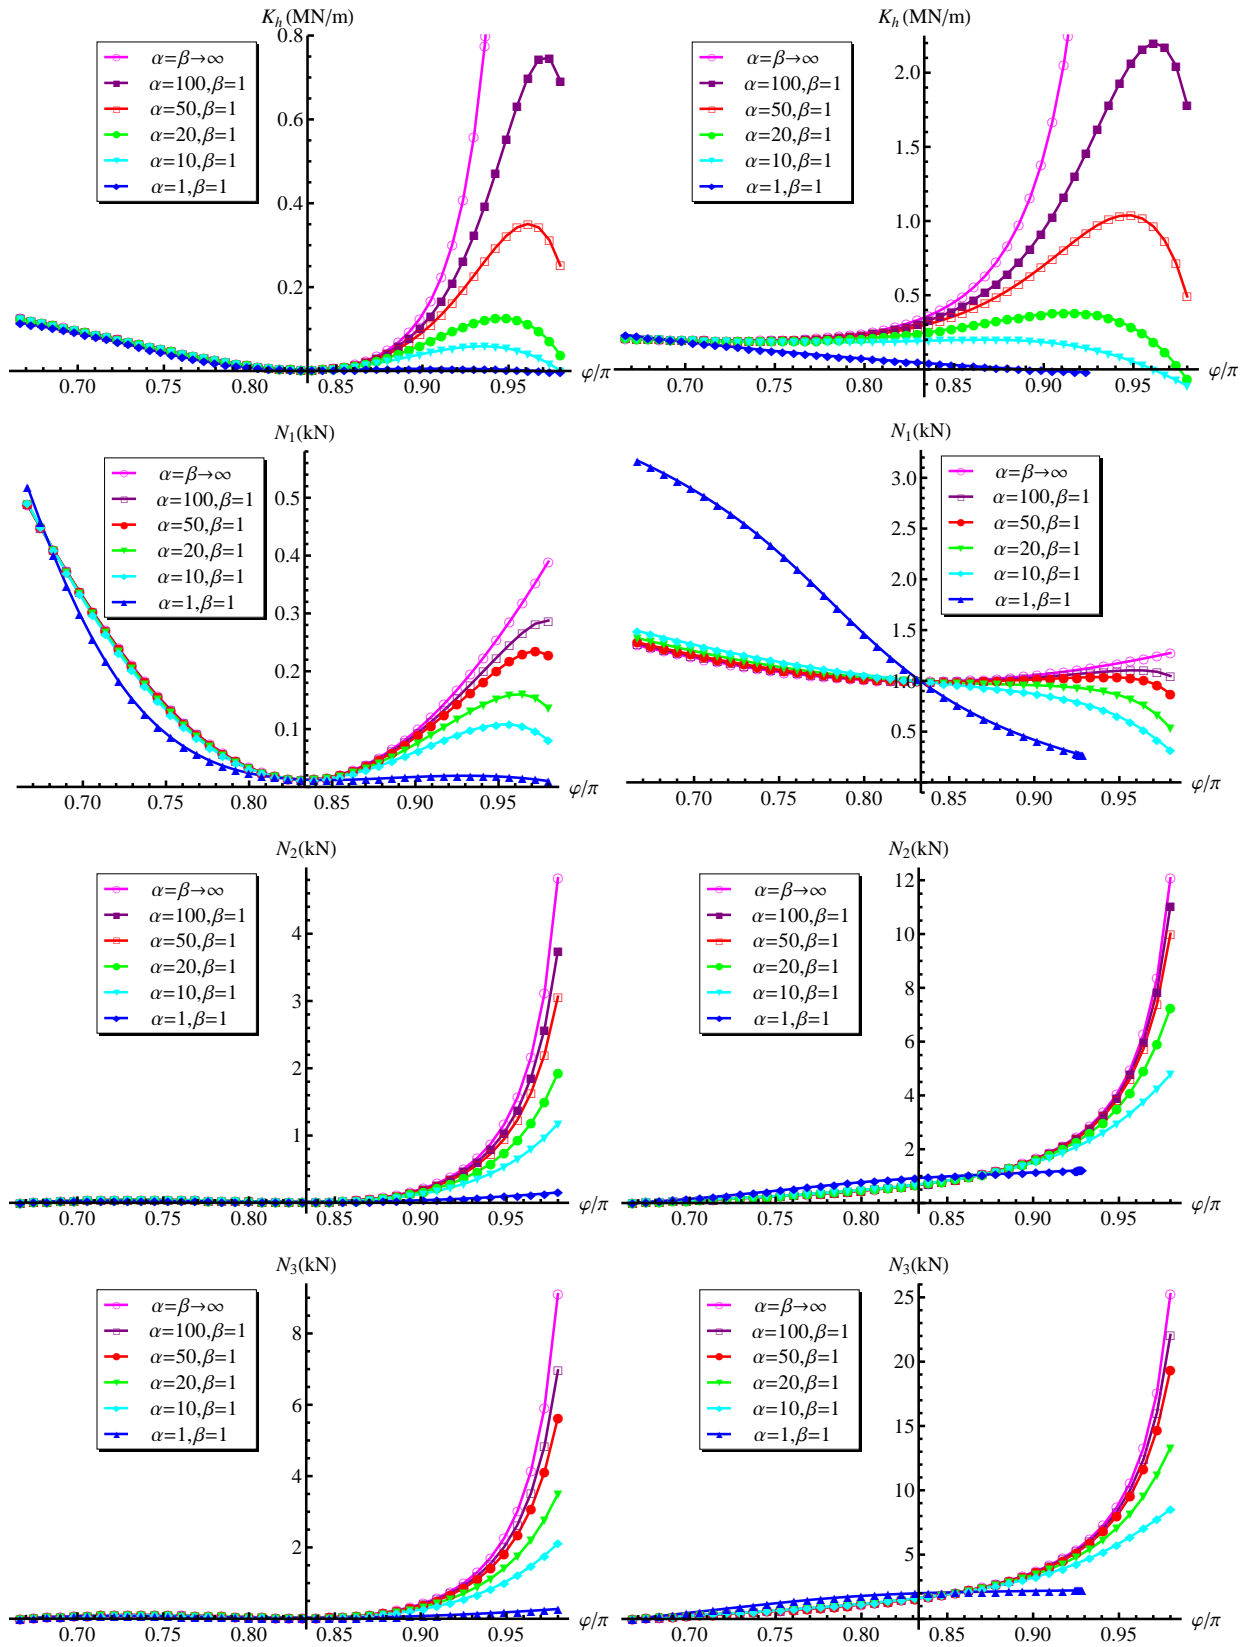 K_h(MN/m)
0.8
α=β→∞
α=100,β=1
α=50,β=1
α=20,β=1
α=10,β=1
α=1,β=1
0.6
0.4
0.2
0.70 0.75 0.80 0.85 0.90 0.95 φ/π
K_h(MN/m)
α=β→∞
α=100,β=1
α=50,β=1
α=20,β=1
α=10,β=1
α=1,β=1
2.0
1.5
1.0
0.5
0.70 0.75 0.80 0.85 0.90 0.95 φ/π
N_1(kN)
α=β→∞
α=100,β=1
α=50,β=1
α=20,β=1
α=10,β=1
α=1,β=1
0.5
0.4
0.3
0.2
0.1
0.70 0.75 0.80 0.85 0.90 0.95 φ/π
N_1(kN)
3.0
2.5
2.0
1.5
1.0
0.5
α=β→∞
α=100,β=1
α=50,β=1
α=20,β=1
α=10,β=1
α=1,β=1
0.70 0.75 0.80 0.85 0.90 0.95 φ/π
N_2(kN)
α=β→∞
α=100,β=1
α=50,β=1
α=20,β=1
α=10,β=1
α=1,β=1
4
3
2
1
0.70 0.75 0.80 0.85 0.90 0.95 φ/π
N_2(kN)
α=β→∞
α=100,β=1
α=50,β=1
α=20,β=1
α=10,β=1
α=1,β=1
12
10
8
6
4
2
0.70 0.75 0.80 0.85 0.90 0.95 φ/π
N_3(kN)
α=β→∞
α=100,β=1
α=50,β=1
α=20,β=1
α=10,β=1
α=1,β=1
8
6
4
2
0.70 0.75 0.80 0.85 0.90 0.95 φ/π
N_3(kN)
α=β→∞
α=100,β=1
α=50,β=1
α=20,β=1
α=10,β=1
α=1,β=1
25
20
15
10
5
0.70 0.75 0.80 0.85 0.90 0.95 φ/π